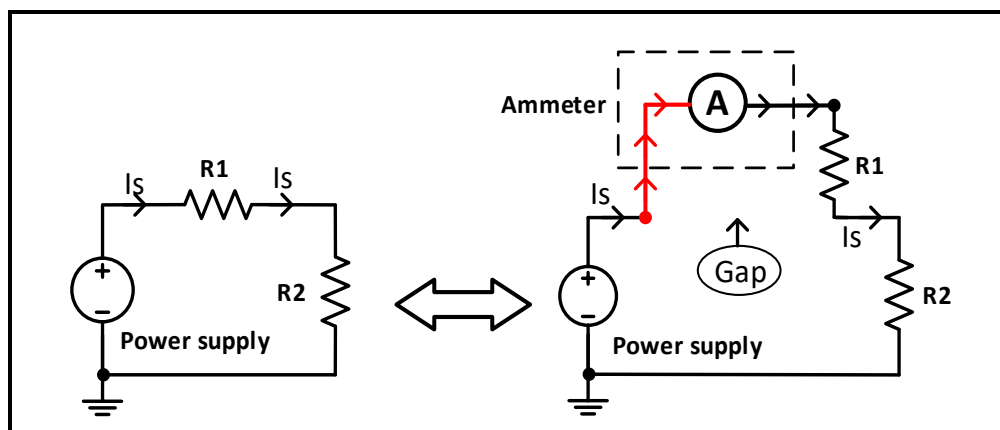 R1
Is
Is
+
−
R2
Power supply
Ammeter
A
R1
Is
Is
Gap
+
−
R2
Power supply